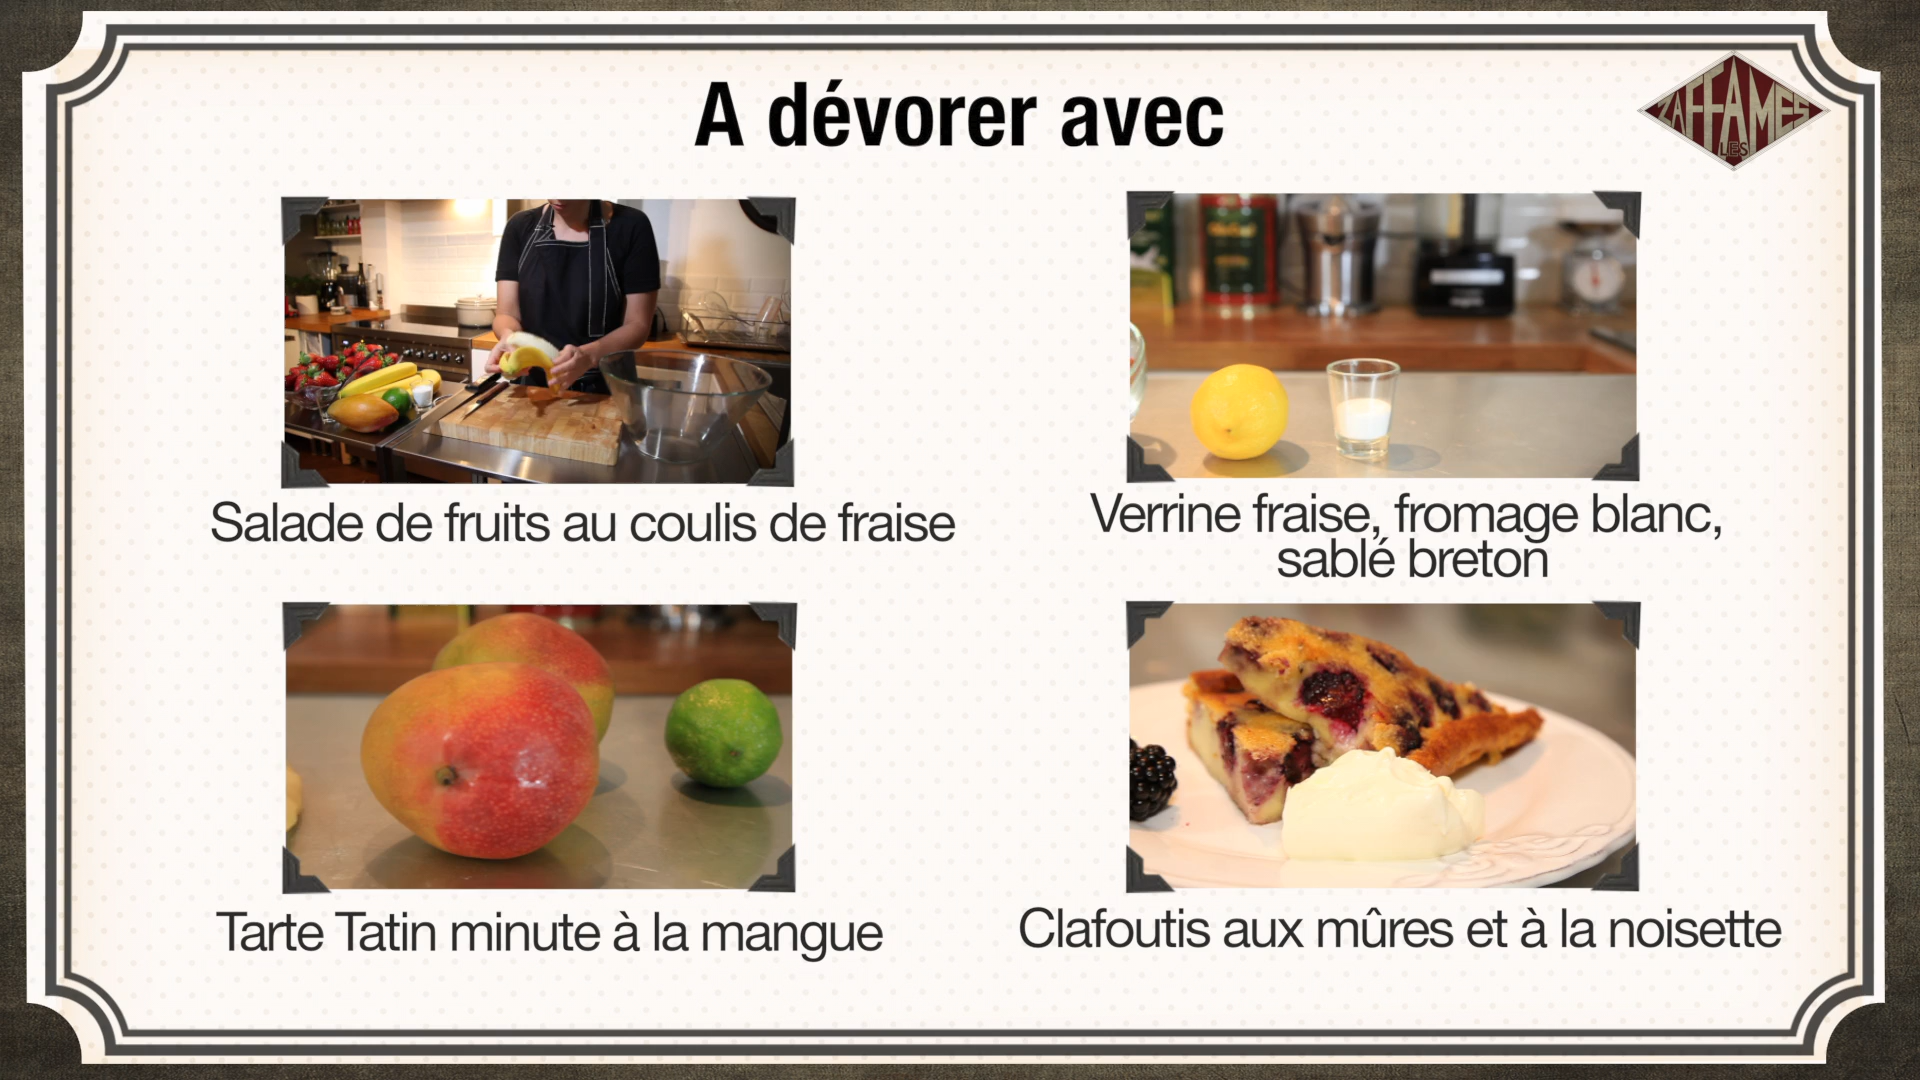 A dévorer avec
LES
ZAFFAMES
Salade de fruits au coulis de fraise
Verrine fraise, fromage blanc,
sablé breton
Tarte Tatin minute à la mangue
Clafoutis aux mûres et à la noisette